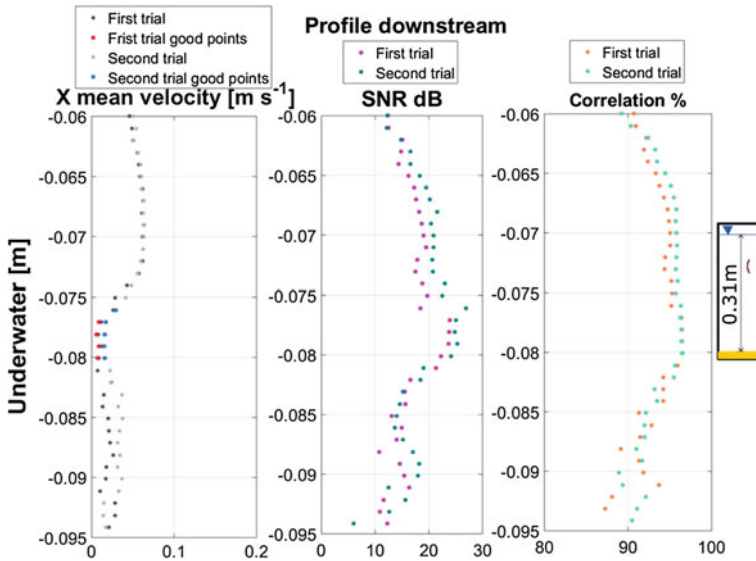 Profile downstream
First trial
Frist trial good points
Second trial
Second trial good points
X mean velocity [m s⁻¹]
Underwater [m]
-0.06
-0.065
-0.07
-0.075
-0.08
-0.085
-0.09
-0.095
0
0.1
0.2
First trial
Second trial
SNR dB
-0.06
-0.065
-0.07
-0.075
-0.08
-0.085
-0.09
-0.095
0
10
20
30
First trial
Second trial
Correlation %
-0.06
-0.065
-0.07
-0.075
-0.08
-0.085
-0.09
-0.095
80
90
100
0.31m